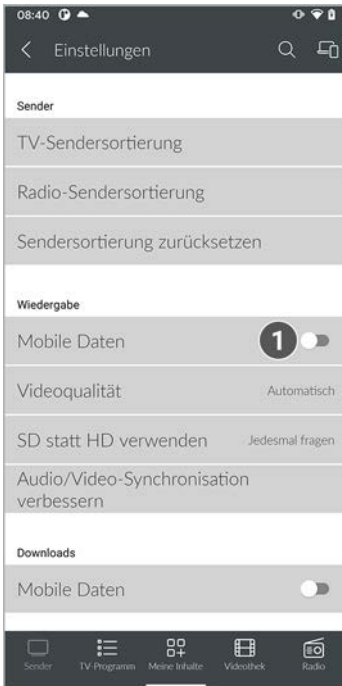 08:40
Einstellungen
Sender
TV-Sendersortierung
Radio-Sendersortierung
Sendersortierung zurücksetzen
Wiedergabe
Mobile Daten 1
Videoqualität Automatisch
SD statt HD verwenden Jedesmal fragen
Audio/Video-Synchronisation
verbessern
Downloads
Mobile Daten
Sender TV-Programm Meine Inhalte Videothek Radio